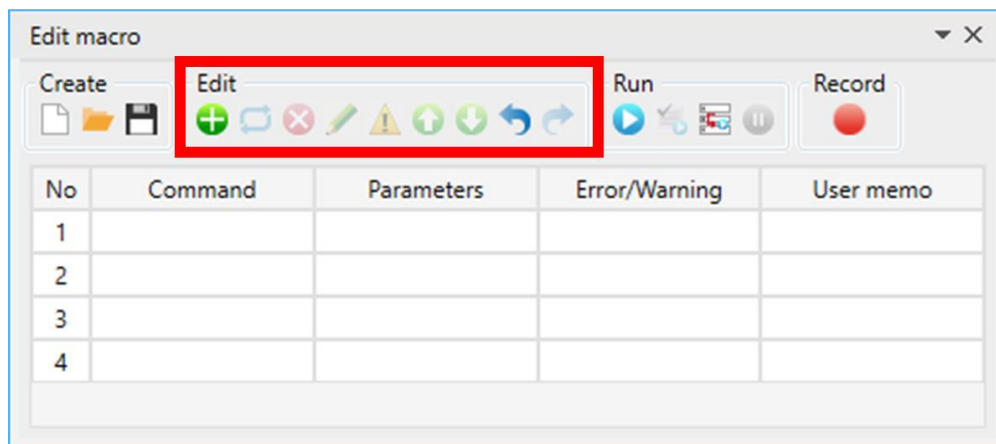 Edit macro
Create Edit Run Record
No Command Parameters Error/Warning User memo
1
2
3
4